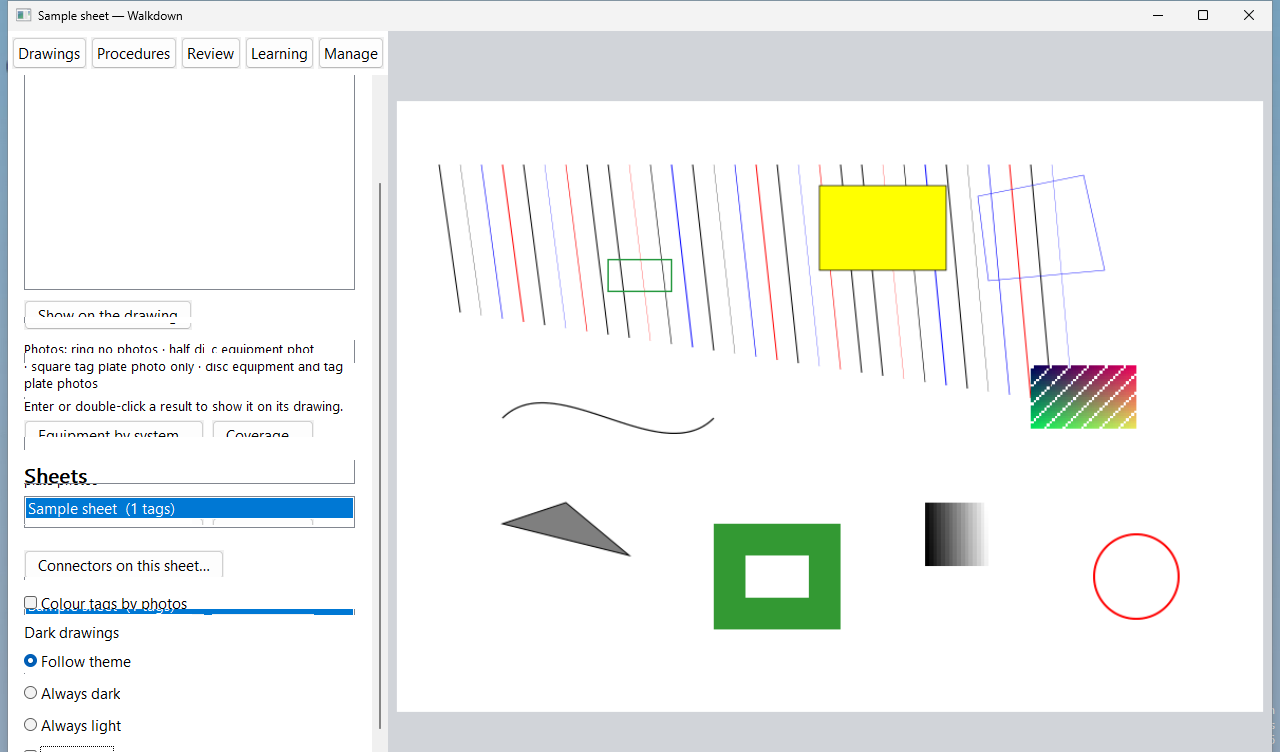 Sample sheet — Walkdown
Drawings Procedures Review Learning Manage
Show on the drawing
Photos: ring no photos · half di c equipment phot
· square tag plate photo only · disc equipment and tag
plate photos
Enter or double-click a result to show it on its drawing.
Equipment by system... Coverage...
Sheets
Sample sheet (1 tags)
Connectors on this sheet...
Colour tags by photos
Dark drawings
Follow theme
Always dark
Always light